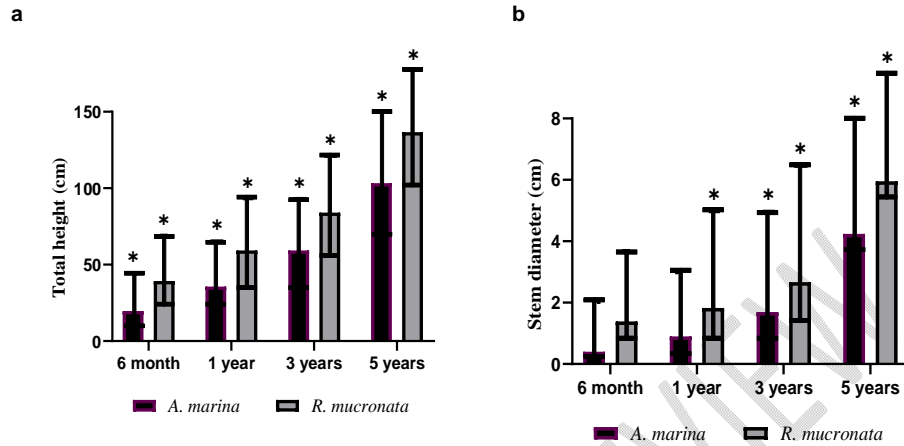 a
b
Total height (cm)
150
100
50
0
* * * * * * * *
6 month 1 year 3 years 5 years
A. marina R. mucronata
Stem diameter (cm)
8
6
4
2
0
* * * * *
6 month 1 year 3 years 5 years
A. marina R. mucronata